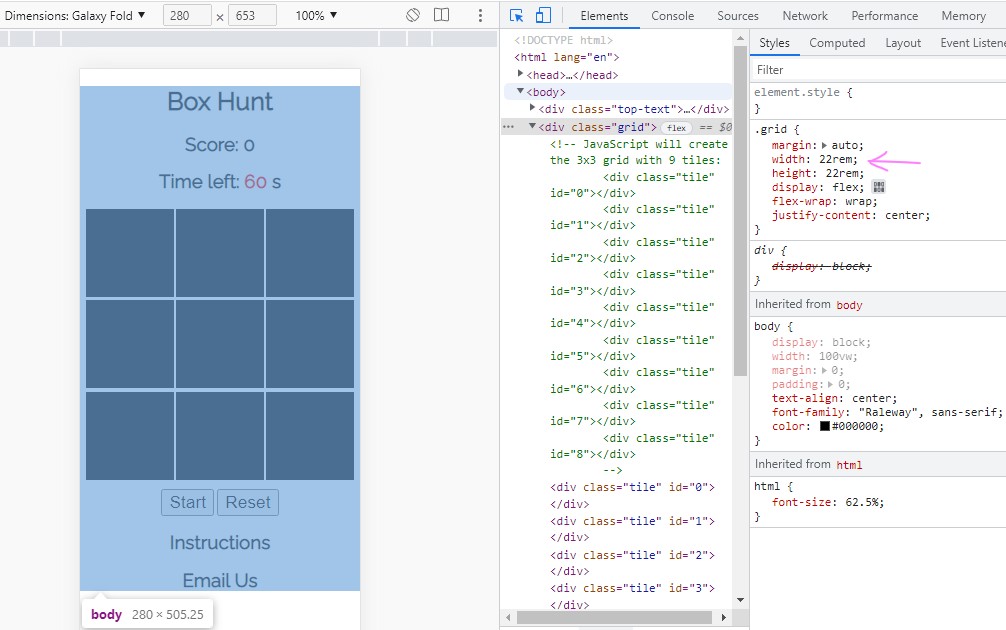 Dimensions: Galaxy Fold ▼ 280 × 653 100% ▼
Box Hunt
Score: 0
Time left: 60 s
Start Reset
Instructions
Email Us
body 280 × 505.25
Elements Console Sources Network Performance Memory
<!DOCTYPE html>
<html lang="en">
<head>…</head>
<body>
<div class="top-text">…</div>
<div class="grid"> flex == $0
<!-- JavaScript will create
the 3x3 grid with 9 tiles:
<div class="tile"
id="0"></div>
<div class="tile"
id="1"></div>
<div class="tile"
id="2"></div>
<div class="tile"
id="3"></div>
<div class="tile"
id="4"></div>
<div class="tile"
id="5"></div>
<div class="tile"
id="6"></div>
<div class="tile"
id="7"></div>
<div class="tile"
id="8"></div>
-->
<div class="tile" id="0">
</div>
<div class="tile" id="1">
</div>
<div class="tile" id="2">
</div>
<div class="tile" id="3">
</div>
Styles Computed Layout Event Listene
Filter
element.style {
}
.grid {
margin: auto;
width: 22rem;
height: 22rem;
display: flex;
flex-wrap: wrap;
justify-content: center;
}
div {
display: block;
}
Inherited from body
body {
display: block;
width: 100vw;
margin: 0;
padding: 0;
text-align: center;
font-family: "Raleway", sans-serif;
color: #000000;
}
Inherited from html
html {
font-size: 62.5%;
}